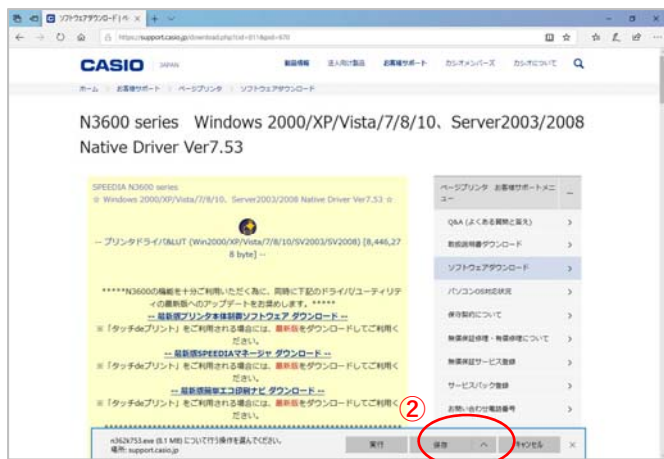 ソフトウェアダウンロード | ペ
https://support.casio.jp/download.php?cid=011&pid=670
CASIO JAPAN
製品情報 法人向け製品 お客様サポート カシオメンバーズ カシオについて
ホーム お客様サポート ページプリンタ ソフトウェアダウンロード
N3600 series Windows 2000/XP/Vista/7/8/10、Server2003/2008
Native Driver Ver7.53
SPEEDIA N3600 series
※ Windows 2000/XP/Vista/7/8/10、Server2003/2008 Native Driver Ver7.53 ※
-- プリンタドライバ&LUT (Win2000/XP/Vista/7/8/10/SV2003/SV2008) [8,446,27
8 byte] --
*****N3600の機能を十分ご利用いただく為に、同時に下記のドライバ/ユーティリテ
ィの最新版へのアップデートをお奨めします。*****
-- 最新版プリンタ本体制御ソフトウェア ダウンロード --
※「タッチdeプリント」をご利用される場合には、最新版をダウンロードしてご利用く
ださい。
-- 最新版SPEEDIAマネージャ ダウンロード --
※「タッチdeプリント」をご利用される場合には、最新版をダウンロードしてご利用く
ださい。
-- 最新版簡単エコ印刷ナビ ダウンロード --
※「タッチdeプリント」をご利用される場合には、最新版をダウンロードしてご利用く
ださい。
ページプリンタ お客様サポートメニ
ュー
Q&A (よくある質問と答え)
取扱説明書ダウンロード
ソフトウェアダウンロード
パソコンOS対応状況
保守契約について
無償保証修理・有償修理について
無償保証サービス登録
サービスパック登録
お問い合わせ電話番号
②
n362k753.exe (8.1 MB) について行う操作を選んでください。
場所: support.casio.jp
実行
保存
キャンセル